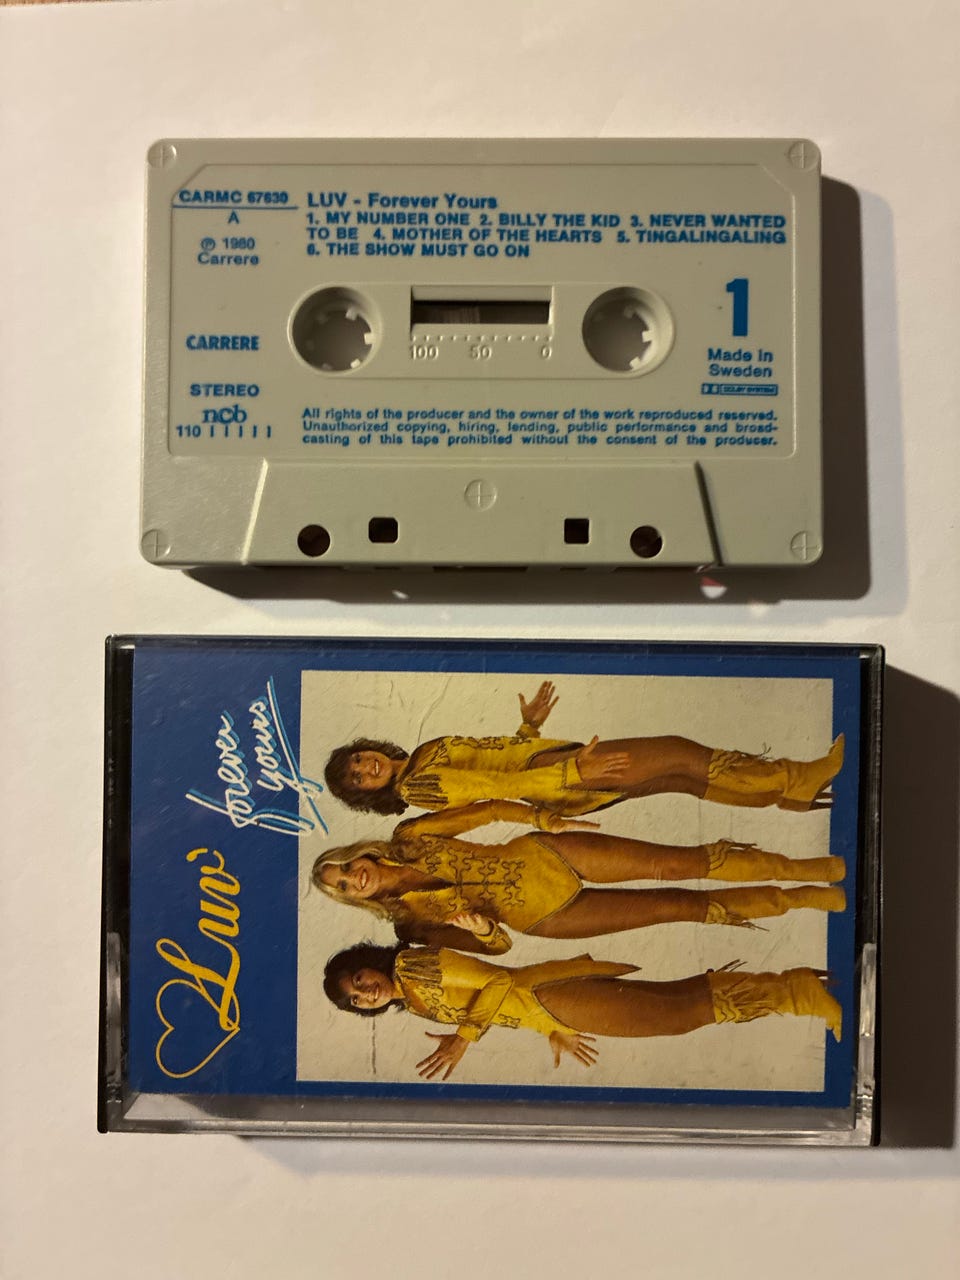 CARMC 67630
A
℗ 1980
Carrere
CARRERE
STEREO
ncb
110 I I I I I
LUV - Forever Yours
1. MY NUMBER ONE 2. BILLY THE KID 3. NEVER WANTED
TO BE 4. MOTHER OF THE HEARTS 5. TINGALINGALING
6. THE SHOW MUST GO ON
100 50 0
1
Made in
Sweden
DOLBY SYSTEM
All rights of the producer and the owner of the work reproduced reserved.
Unauthorized copying, hiring, lending, public performance and broad-
casting of this tape prohibited without the consent of the producer.
Luv'
forever
yours